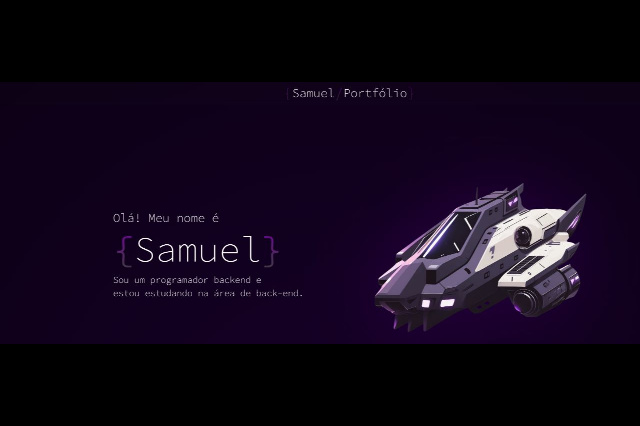 Samuel/Portfólio
Olá! Meu nome é
{Samuel}
Sou um programador backend e
estou estudando na área de back-end.